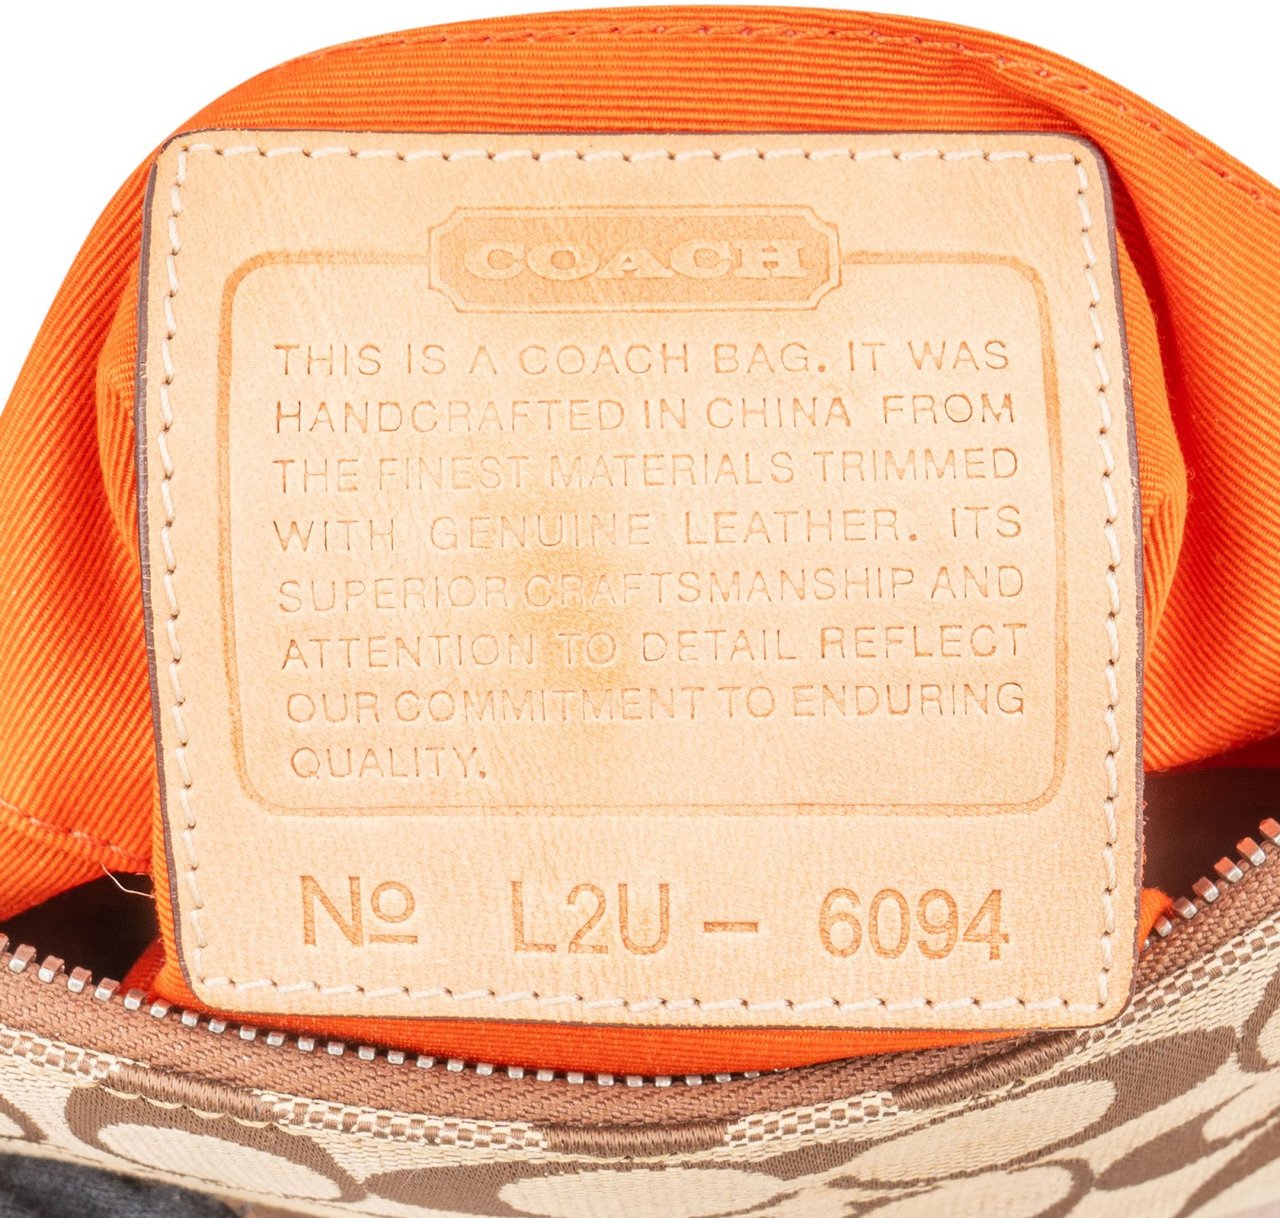 COACH
THIS IS A COACH BAG. IT WAS
HANDCRAFTED IN CHINA FROM
THE FINEST MATERIALS TRIMMED
WITH GENUINE LEATHER. ITS
SUPERIOR CRAFTSMANSHIP AND
ATTENTION TO DETAIL REFLECT
OUR COMMITMENT TO ENDURING
QUALITY.
No L2U - 6094